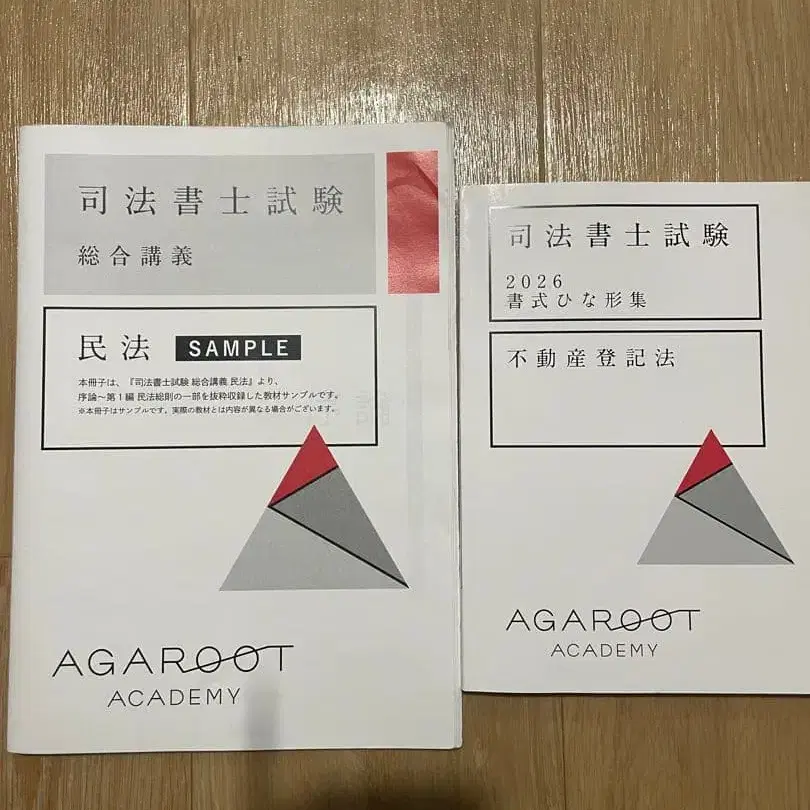 司法書士試験
総合講義
民法 SAMPLE
本冊子は、『司法書士試験 総合講義 民法』より、
序論～第1編 民法総則の一部を抜粋収録した教材サンプルです。
※本冊子はサンプルです。実際の教材とは内容が異なる場合がございます。
AGAROOT
ACADEMY
司法書士試験
2026
書式ひな形集
不動産登記法
AGAROOT
ACADEMY